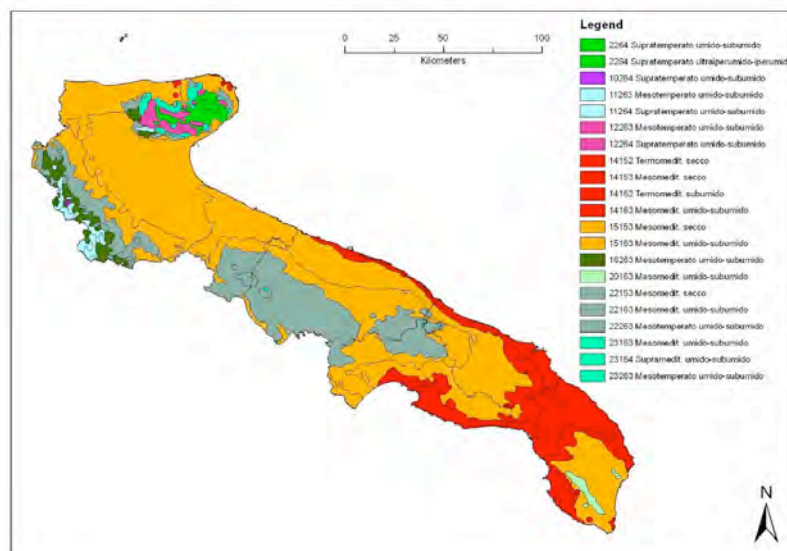 Legend
0 25 50 100
Kilometers
2264 Supratemperato umido-subumido
2284 Supratemperato ultraiperumido-iperumid
10264 Supratemperato umido-subumido
11263 Mesotemperato umido-subumido
11264 Supratemperato umido-subumido
12263 Mesotemperato umido-subumido
12264 Supratemperato umido-subumido
14152 Termomedit. secco
14153 Mesomedit. secco
14162 Termomedit. subumido
14163 Mesomedit. umido-subumido
15153 Mesomedit. secco
15163 Mesomedit. umido-subumido
16263 Mesotemperato umido-subumido
20163 Mesomedit. umido-subumido
22153 Mesomedit. secco
22163 Mesomedit. umido-subumido
22263 Mesotemperato umido-subumido
23163 Mesomedit. umido-subumido
23164 Supramedit. umido-subumido
23263 Mesotemperato umido-subumido
N